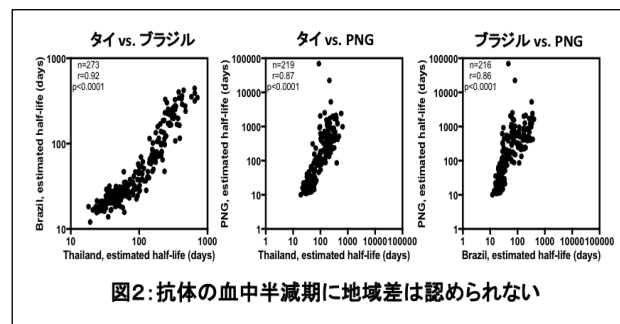 タイ vs. ブラジル
n=273
r=0.92
p<0.0001
Brazil, estimated half-life (days)
1000
100
10
10 100 1000
Thailand, estimated half-life (days)
タイ vs. PNG
n=219
r=0.87
p<0.0001
PNG, estimated half-life (days)
100000
10000
1000
100
10
1
1 10 100 1000 10000 100000
Thailand, estimated half-life (days)
ブラジル vs. PNG
n=216
r=0.86
p<0.0001
PNG, estimated half-life (days)
100000
10000
1000
100
10
1
1 10 100 1000 10000 100000
Brazil, estimated half-life (days)
図2：抗体の血中半減期に地域差は認められない